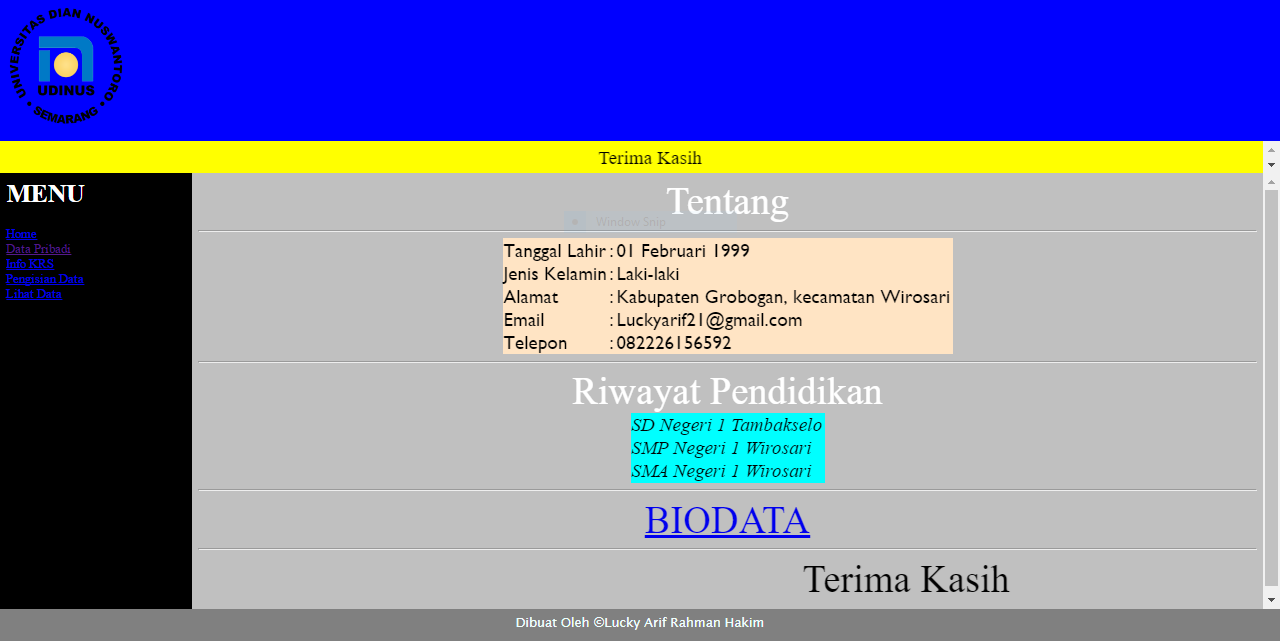 UNIVERSITAS DIAN NUSWANTORO
UDINUS
• SEMARANG •
Terima Kasih
MENU
Home
Data Pribadi
Info KRS
Pengisian Data
Lihat Data
Tentang
Window Snip
Tanggal Lahir : 01 Februari 1999
Jenis Kelamin : Laki-laki
Alamat : Kabupaten Grobogan, kecamatan Wirosari
Email : Luckyarif21@gmail.com
Telepon : 082226156592
Riwayat Pendidikan
SD Negeri 1 Tambakselo
SMP Negeri 1 Wirosari
SMA Negeri 1 Wirosari
BIODATA
Terima Kasih
Dibuat Oleh ©Lucky Arif Rahman Hakim